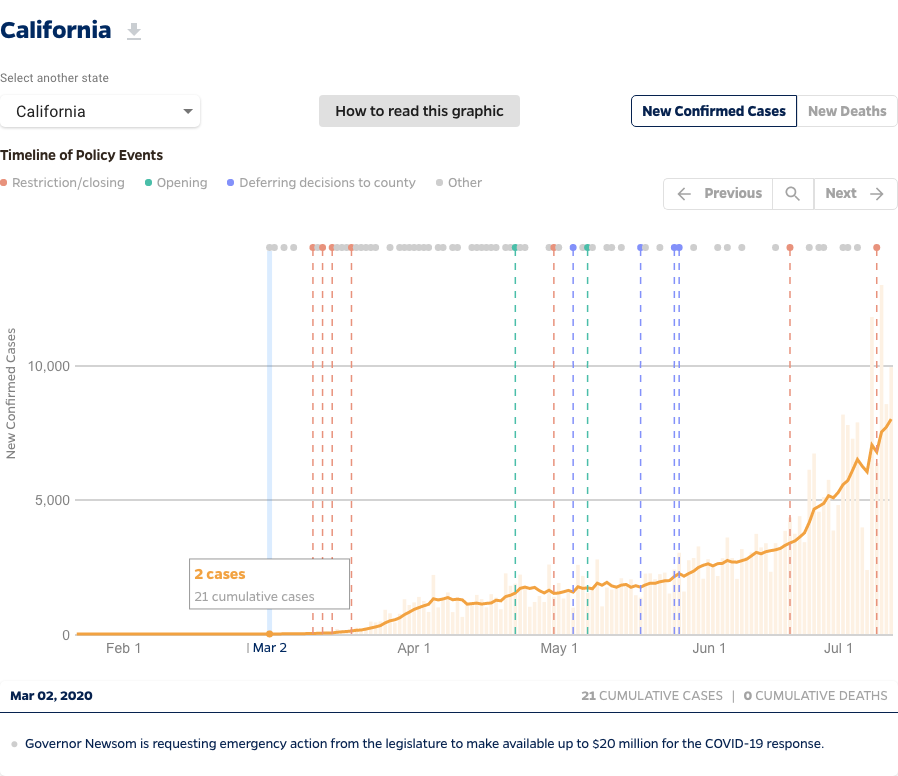 California
Select another state
California
How to read this graphic
New Confirmed Cases
New Deaths
Timeline of Policy Events
Restriction/closing
Opening
Deferring decisions to county
Other
Previous
Next
New Confirmed Cases
10,000
5,000
0
2 cases
21 cumulative cases
Feb 1
Mar 2
Apr 1
May 1
Jun 1
Jul 1
Mar 02, 2020
21 CUMULATIVE CASES | 0 CUMULATIVE DEATHS
Governor Newsom is requesting emergency action from the legislature to make available up to $20 million for the COVID-19 response.